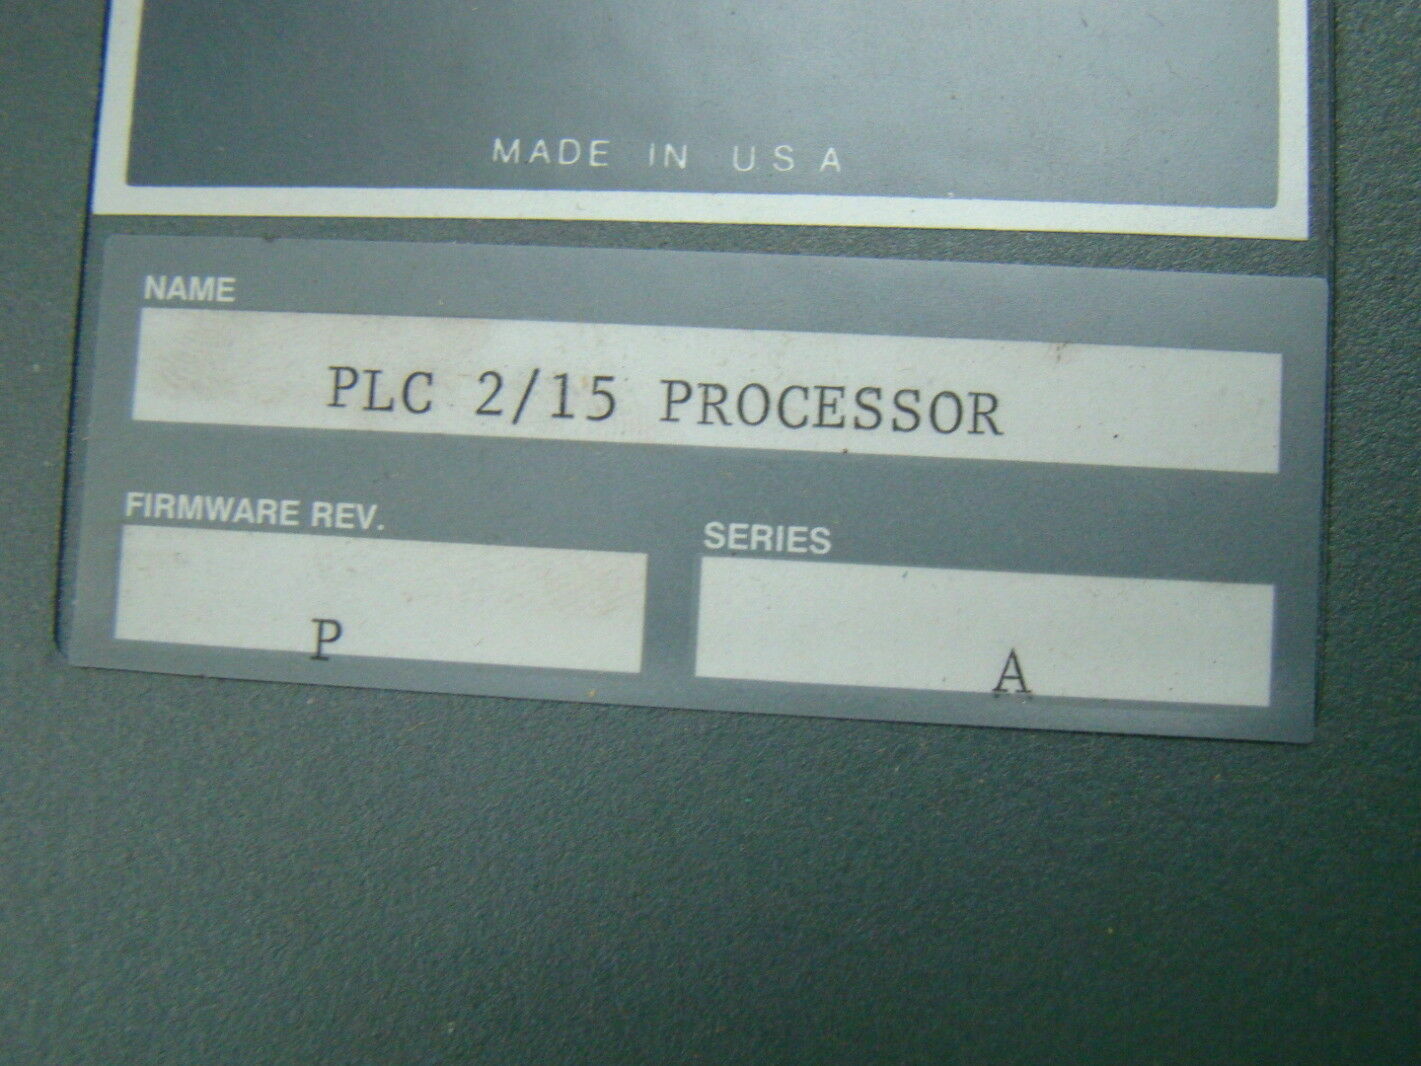 MADE IN USA
NAME
PLC 2/15 PROCESSOR
FIRMWARE REV.
SERIES
P
A